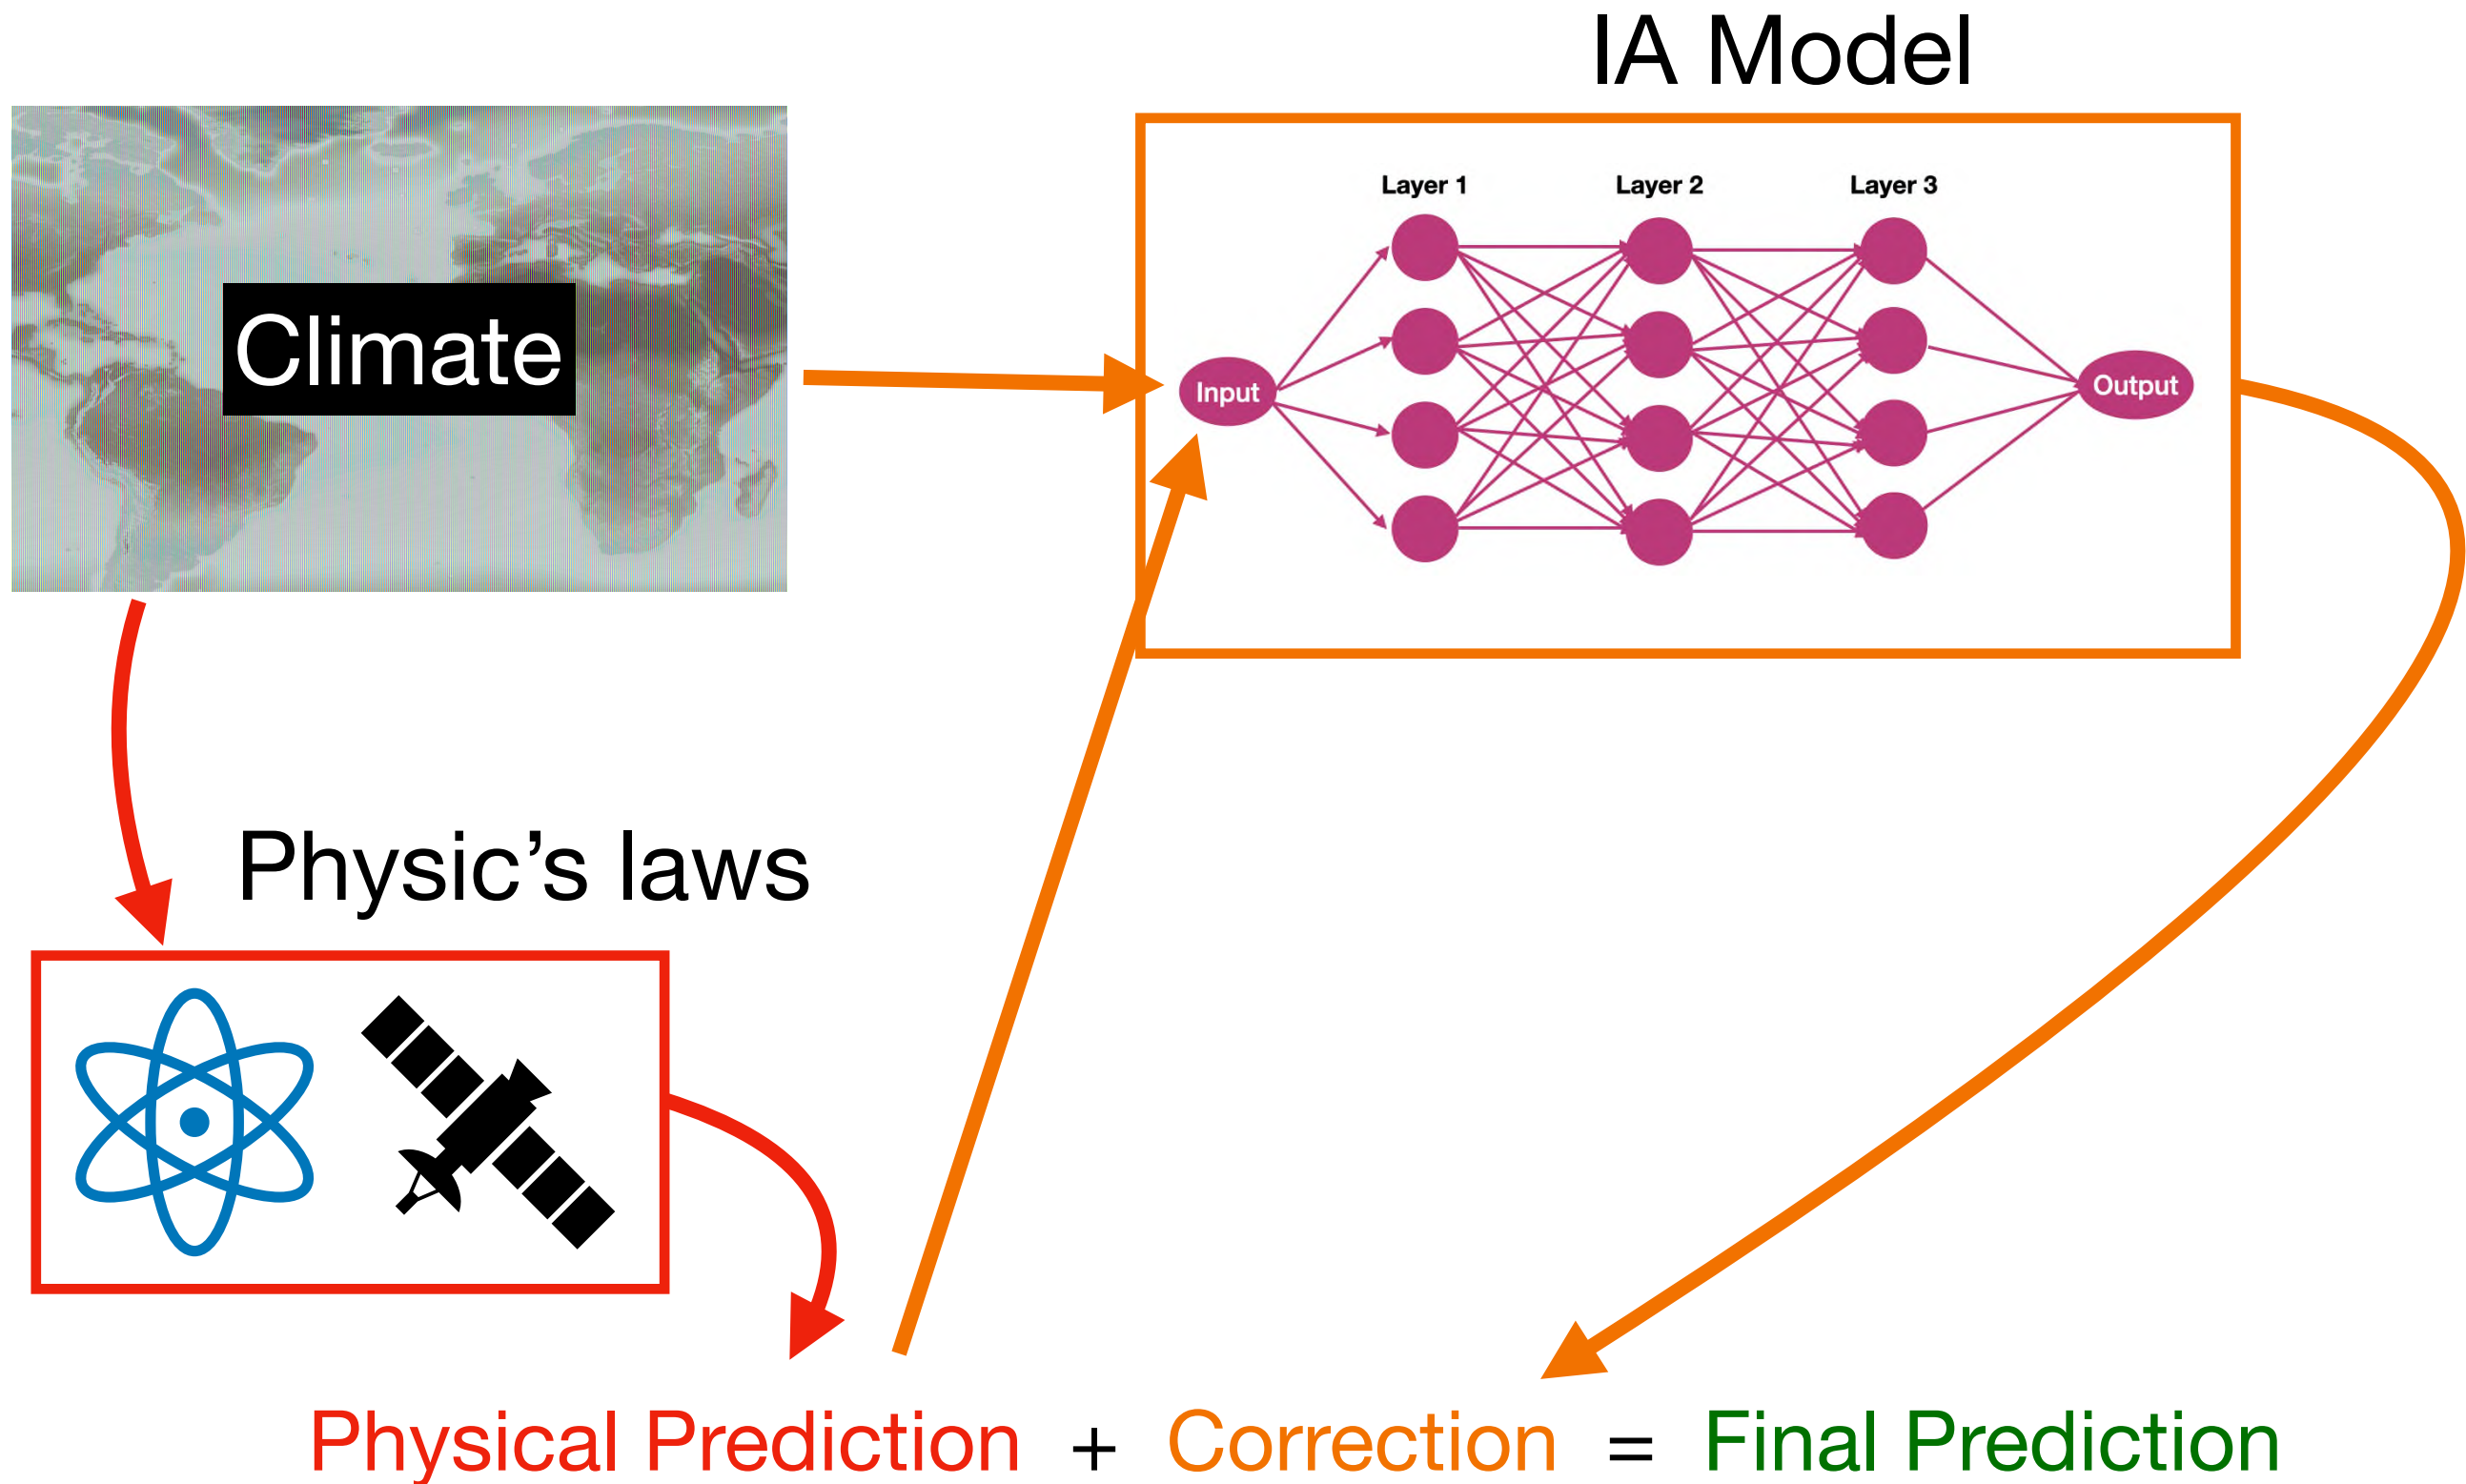 IA Model
Climate
Layer 1
Layer 2
Layer 3
Input
Output
Physic’s laws
Physical Prediction + Correction = Final Prediction